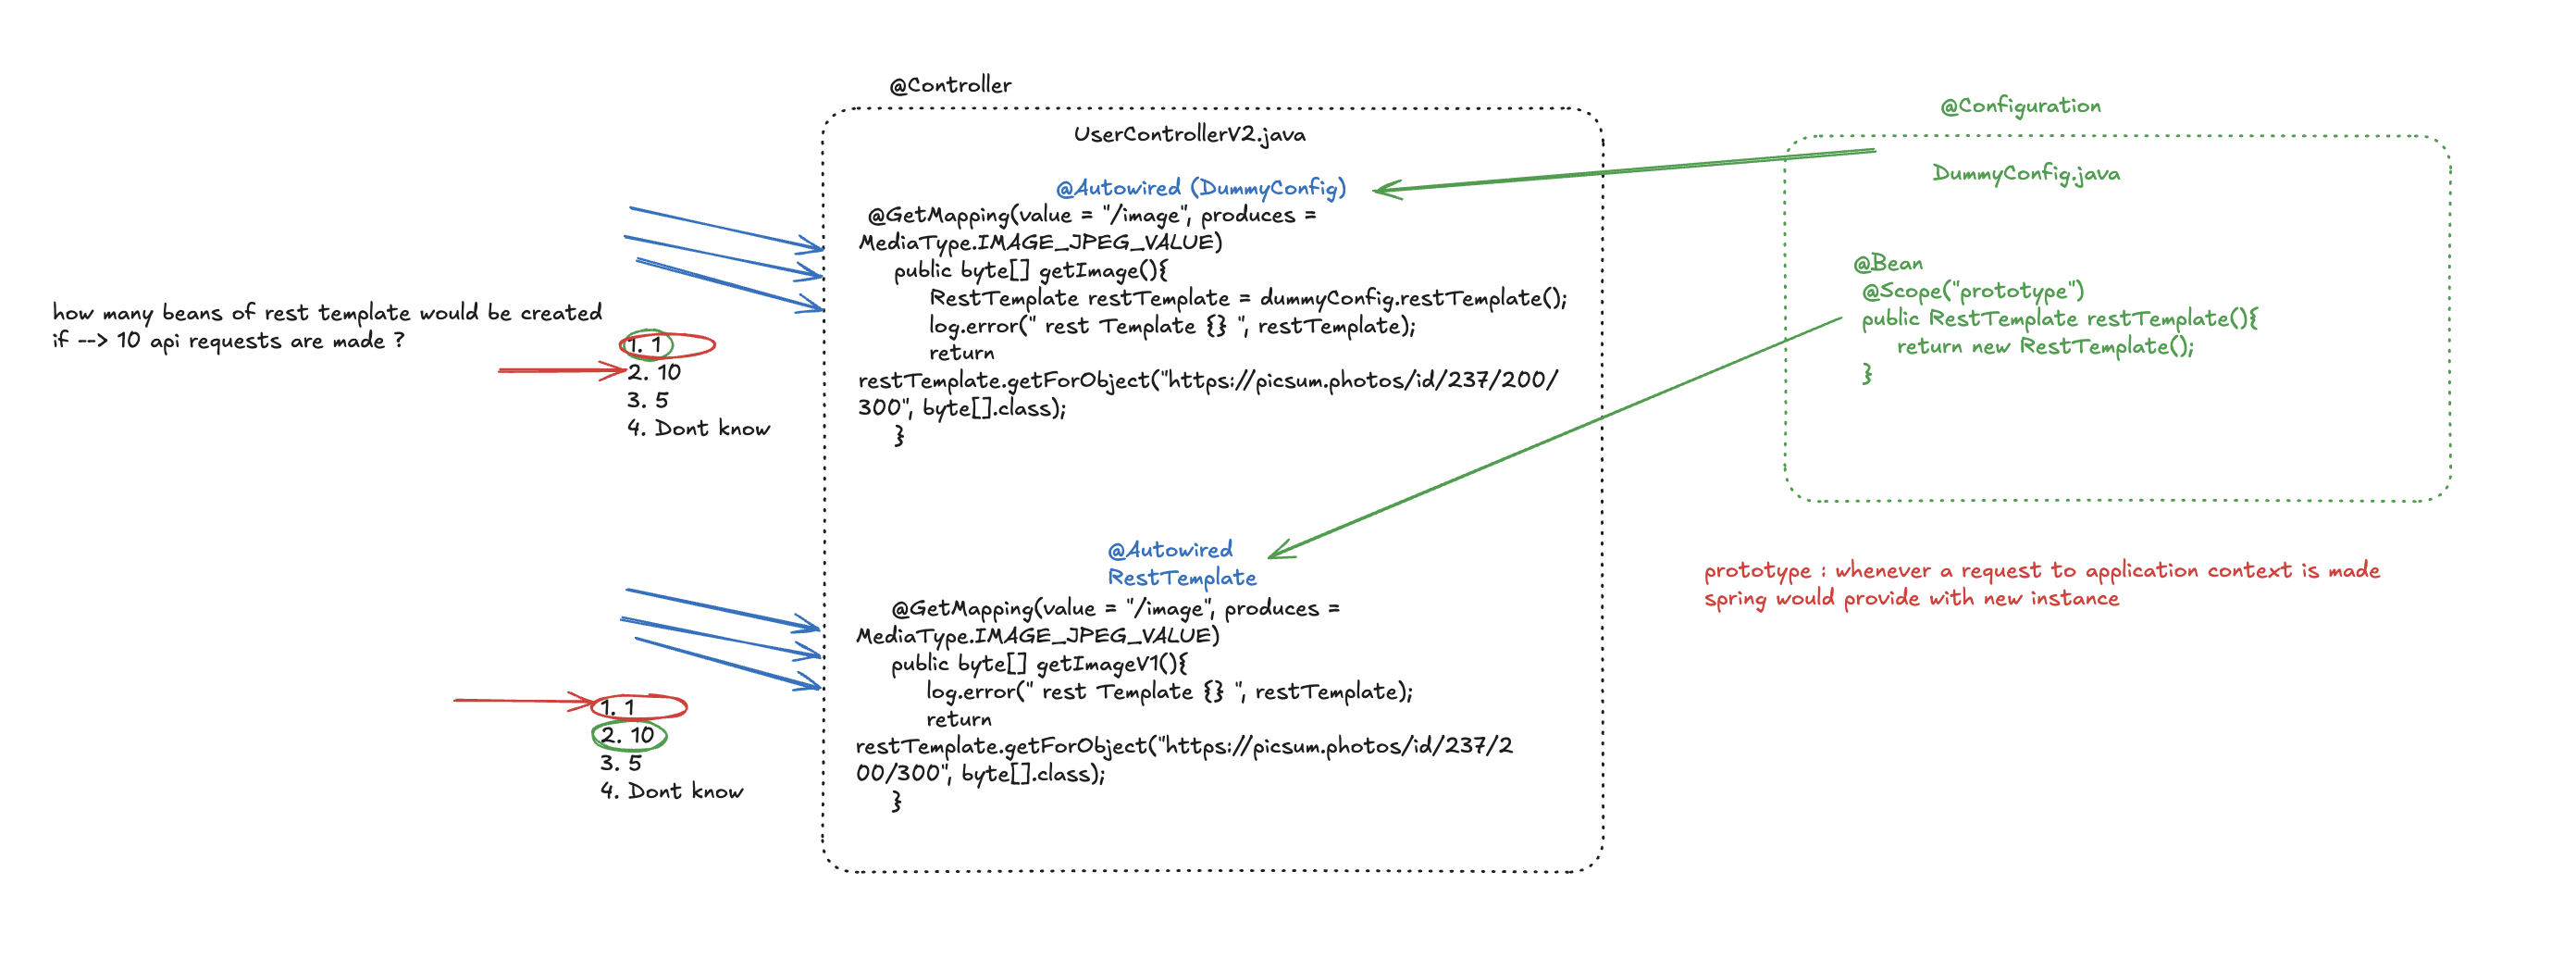 @Controller
UserControllerV2.java
@Autowired (DummyConfig)
@GetMapping(value = "/image", produces =
MediaType.IMAGE_JPEG_VALUE)
public byte[] getImage(){
RestTemplate restTemplate = dummyConfig.restTemplate();
log.error(" rest Template {} ", restTemplate);
return
restTemplate.getForObject("https://picsum.photos/id/237/200/
300", byte[].class);
}
how many beans of rest template would be created
if --> 10 api requests are made ?
1. 1
2. 10
3. 5
4. Dont know
@Autowired
RestTemplate
@GetMapping(value = "/image", produces =
MediaType.IMAGE_JPEG_VALUE)
public byte[] getImageV1(){
log.error(" rest Template {} ", restTemplate);
return
restTemplate.getForObject("https://picsum.photos/id/237/2
00/300", byte[].class);
}
1. 1
2. 10
3. 5
4. Dont know
@Configuration
DummyConfig.java
@Bean
@Scope("prototype")
public RestTemplate restTemplate(){
return new RestTemplate();
}
prototype : whenever a request to application context is made
spring would provide with new instance